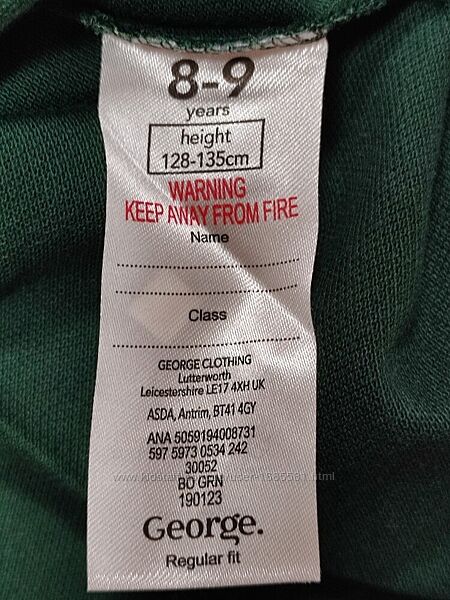 8-9
years
height
128-135cm
WARNING
KEEP AWAY FROM FIRE
Name
Class
GEORGE CLOTHING
Lutterworth
Leicestershire LE17 4XH UK
ASDA, Antrim, BT41 4GY
ANA 5059194008731
597 5973 0534 242
30052
BO GRN
190123
George.
Regular fit